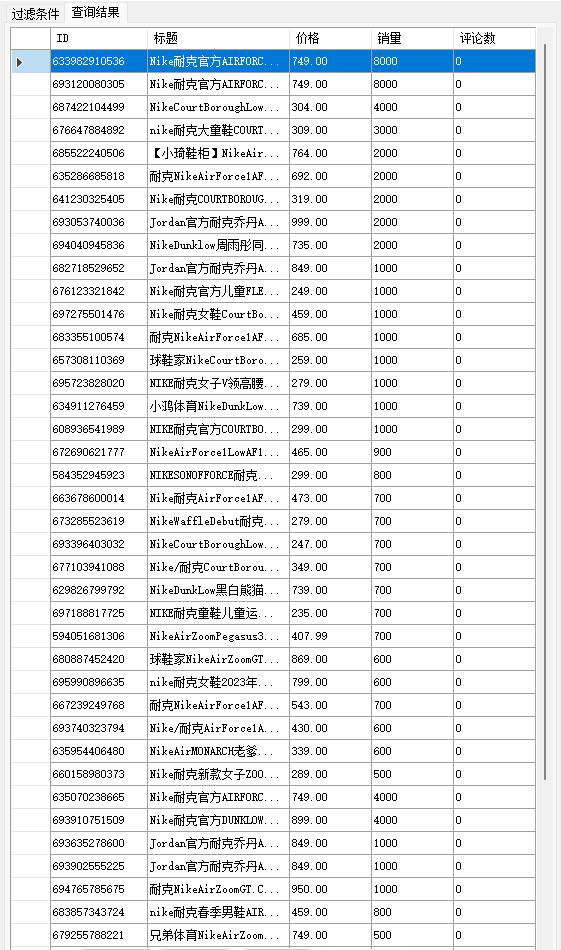 过滤条件 查询结果
ID 标题 价格 销量 评论数
633982910536 Nike耐克官方AIRFORC... 749.00 8000 0
693120080305 Nike耐克官方AIRFORC... 749.00 8000 0
687422104499 NikeCourtBoroughLow... 304.00 4000 0
676647884892 nike耐克大童鞋COURT... 309.00 3000 0
685522240506 【小琦鞋柜】NikeAir... 764.00 2000 0
635286685818 耐克NikeAirForce1AF... 692.00 2000 0
641230325405 Nike耐克COURTBOROUG... 319.00 2000 0
693053740036 Jordan官方耐克乔丹A... 999.00 2000 0
694040945836 NikeDunklow周雨彤同... 735.00 2000 0
682718529652 Jordan官方耐克乔丹A... 849.00 1000 0
676123321842 Nike耐克官方儿童FLE... 249.00 1000 0
697275501476 Nike耐克女鞋CourtBo... 459.00 1000 0
683355100574 耐克NikeAirForce1AF... 685.00 1000 0
657308110369 球鞋家NikeCourtBoro... 259.00 1000 0
695723828020 NIKE耐克女子V领高腰... 279.00 1000 0
634911276459 小鸿体育NikeDunkLow... 739.00 1000 0
608936541989 NIKE耐克官方COURTBO... 299.00 1000 0
672690621777 NikeAirForce1LowAF1... 465.00 900 0
584352945923 NIKESONOFFORCE耐克... 299.00 800 0
663678600014 Nike耐克AirForce1AF... 473.00 700 0
673285523619 NikeWaffleDebut耐克... 279.00 700 0
693396403032 NikeCourtBoroughLow... 247.00 700 0
677103941088 Nike/耐克CourtBorou... 349.00 700 0
629826799792 NikeDunkLow黑白熊猫... 739.00 700 0
697188817725 NIKE耐克童鞋儿童运... 235.00 700 0
594051681306 NikeAirZoomPegasus3... 407.99 700 0
680887452420 球鞋家NikeAirZoomGT... 869.00 600 0
695990896635 nike耐克女鞋2023年... 799.00 600 0
667239249768 耐克NikeAirForce1AF... 543.00 700 0
693740323794 Nike/耐克AirForce1A... 430.00 600 0
635954406480 NikeAirMONARCH老爹... 339.00 600 0
660158980373 Nike耐克新款女子ZOO... 289.00 500 0
635070238665 Nike耐克官方AIRFORC... 749.00 4000 0
693910751509 Nike耐克官方DUNKLOW... 899.00 4000 0
693635278600 Jordan官方耐克乔丹A... 849.00 1000 0
693902555225 Jordan官方耐克乔丹A... 849.00 1000 0
694765785675 耐克NikeAirZoomGT.C... 950.00 1000 0
683857343724 nike耐克春季男鞋AIR... 459.00 800 0
679255788221 兄弟体育NikeAirZoom... 749.00 500 0